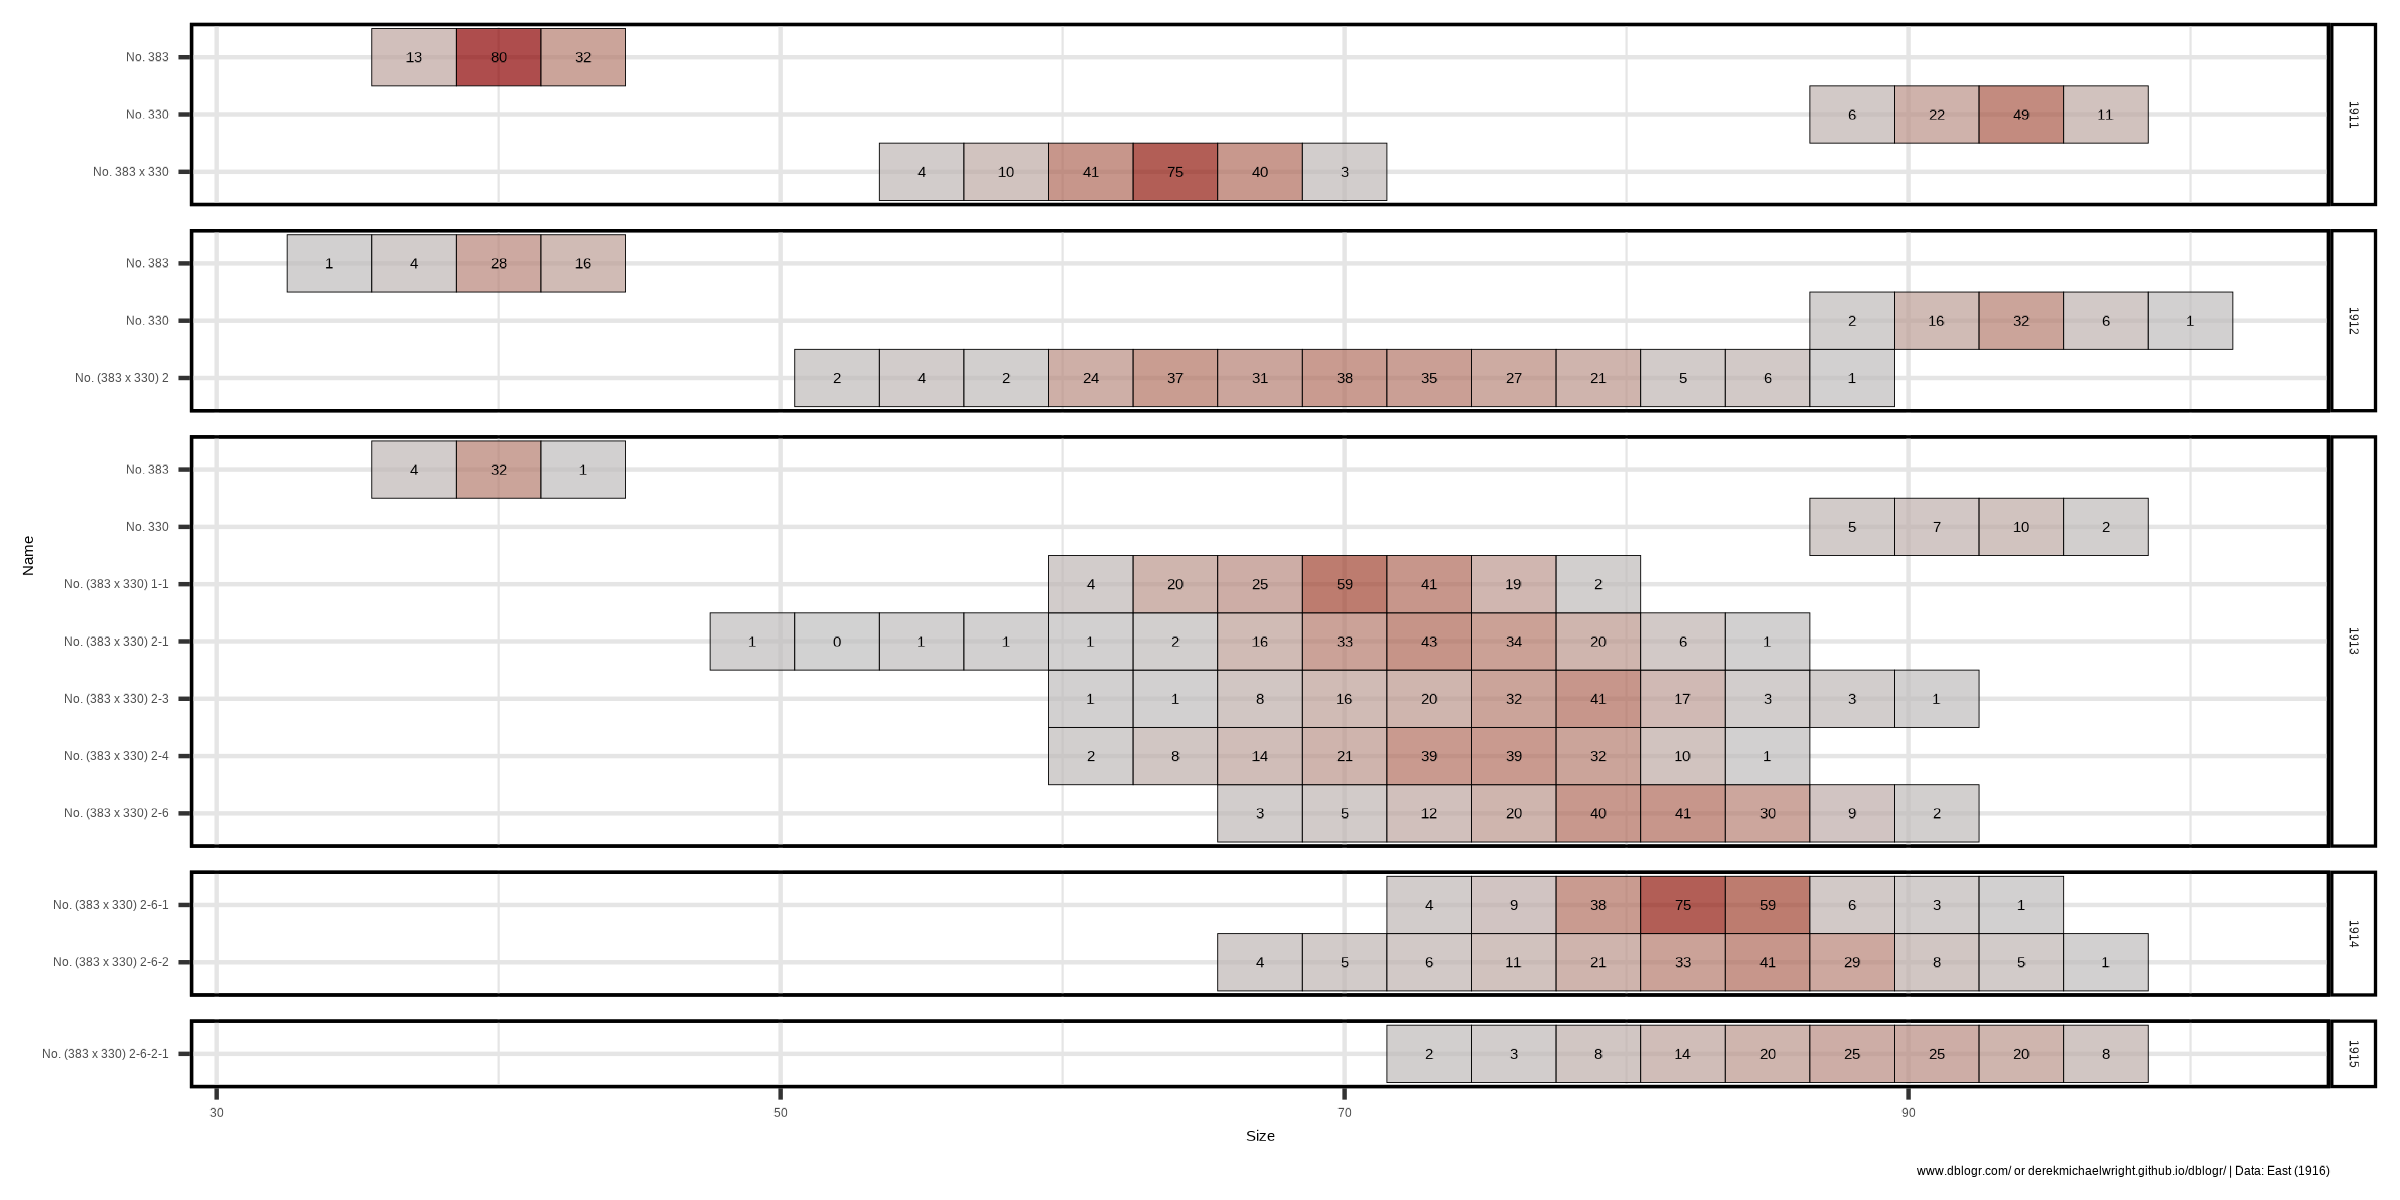 No. 383 13 80 32
No. 330 6 22 49 11
No. 383 x 330 4 10 41 75 40 3
1911
No. 383 1 4 28 16
No. 330 2 16 32 6 1
No. (383 x 330) 2 2 4 2 24 37 31 38 35 27 21 5 6 1
1912
No. 383 4 32 1
No. 330 5 7 10 2
No. (383 x 330) 1-1 4 20 25 59 41 19 2
No. (383 x 330) 2-1 1 0 1 1 1 2 16 33 43 34 20 6 1
No. (383 x 330) 2-3 1 1 8 16 20 32 41 17 3 3 1
No. (383 x 330) 2-4 2 8 14 21 39 39 32 10 1
No. (383 x 330) 2-6 3 5 12 20 40 41 30 9 2
1913
Name
No. (383 x 330) 2-6-1 4 9 38 75 59 6 3 1
No. (383 x 330) 2-6-2 4 5 6 11 21 33 41 29 8 5 1
1914
No. (383 x 330) 2-6-2-1 2 3 8 14 20 25 25 20 8
1915
30 50 70 90
Size
www.dblogr.com/ or derekmichaelwright.github.io/dblogr/ | Data: East (1916)